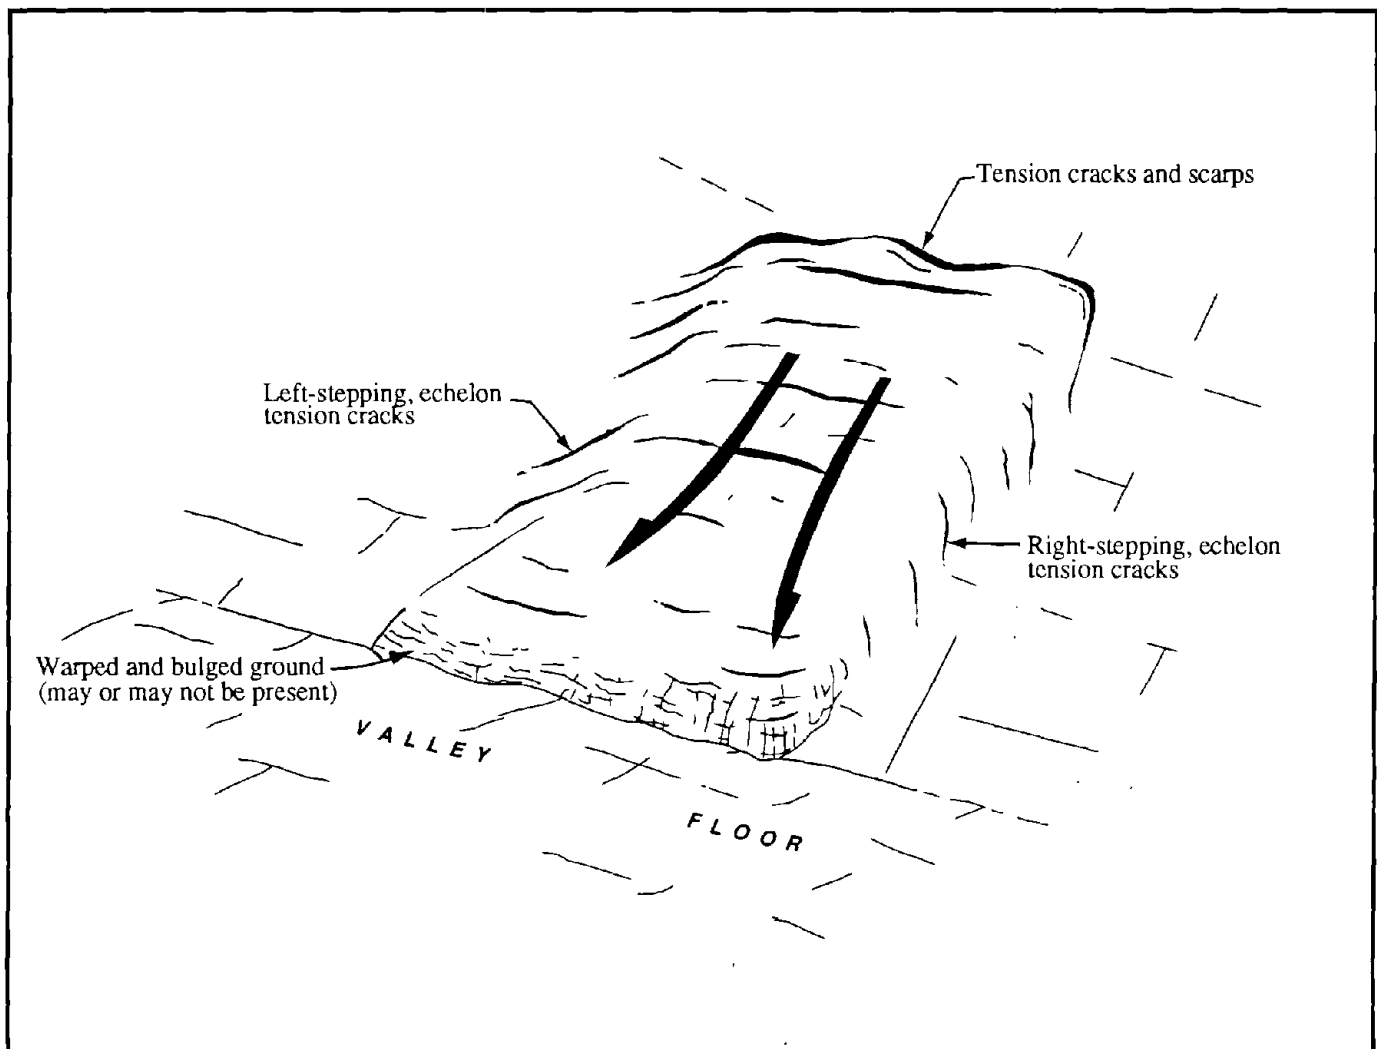 Tension cracks and scarps
Left-stepping, echelon
tension cracks
Right-stepping, echelon
tension cracks
Warped and bulged ground
(may or may not be present)
VALLEY
FLOOR